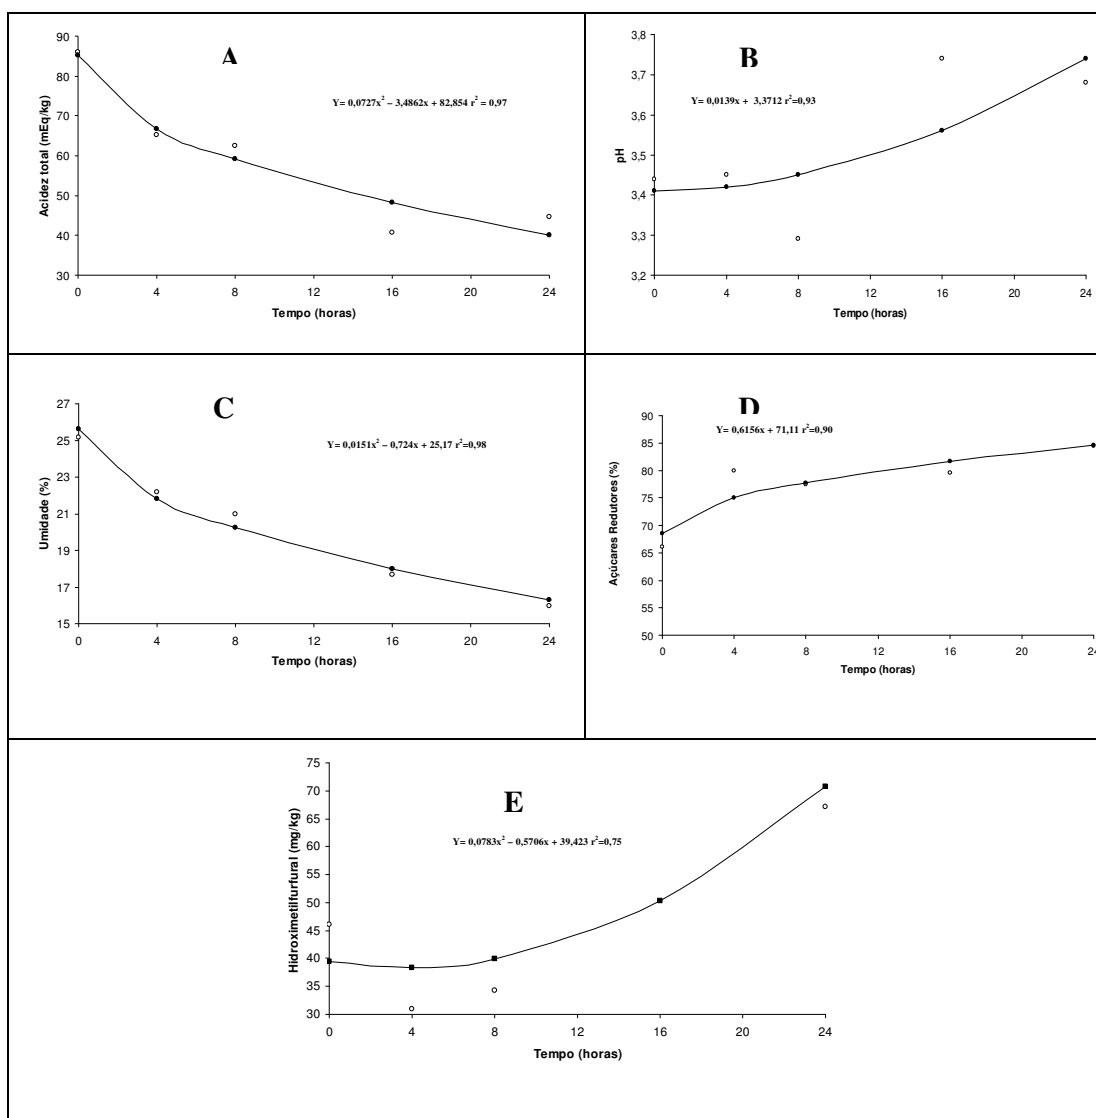 A
Y= 0,0727x² – 3,4862x + 82,854 r² = 0,97
Acidez total (mEq/kg)
90
80
70
60
50
40
30
0 4 8 12 16 20 24
Tempo (horas)
B
Y= 0,0139x + 3,3712 r²=0,93
pH
3,8
3,7
3,6
3,5
3,4
3,3
3,2
0 4 8 12 16 20 24
Tempo (horas)
C
Y= 0,0151x² – 0,724x + 25,17 r²=0,98
Umidade (%)
27
25
23
21
19
17
15
0 4 8 12 16 20 24
Tempo (horas)
D
Y= 0,6156x + 71,11 r²=0,90
Açúcares Redutores (%)
90
85
80
75
70
65
60
55
50
0 4 8 12 16 20 24
Tempo (horas)
E
Y= 0,0783x² – 0,5706x + 39,423 r²=0,75
Hidroximetilfurfural (mg/kg)
75
70
65
60
55
50
45
40
35
30
0 4 8 12 16 20 24
Tempo (horas)